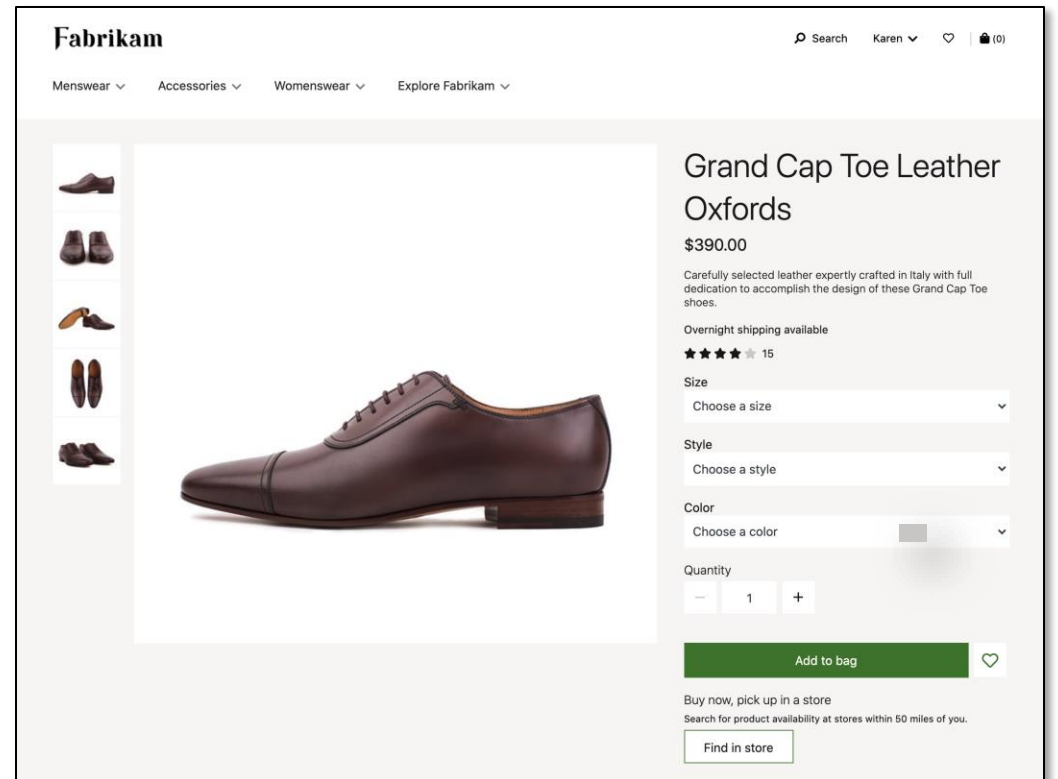 Fabrikam
Search Karen (0)
Menswear Accessories Womenswear Explore Fabrikam
Grand Cap Toe Leather
Oxfords
$390.00
Carefully selected leather expertly crafted in Italy with full
dedication to accomplish the design of these Grand Cap Toe
shoes.
Overnight shipping available
15
Size
Choose a size
Style
Choose a style
Color
Choose a color
Quantity
1
Add to bag
Buy now, pick up in a store
Search for product availability at stores within 50 miles of you.
Find in store